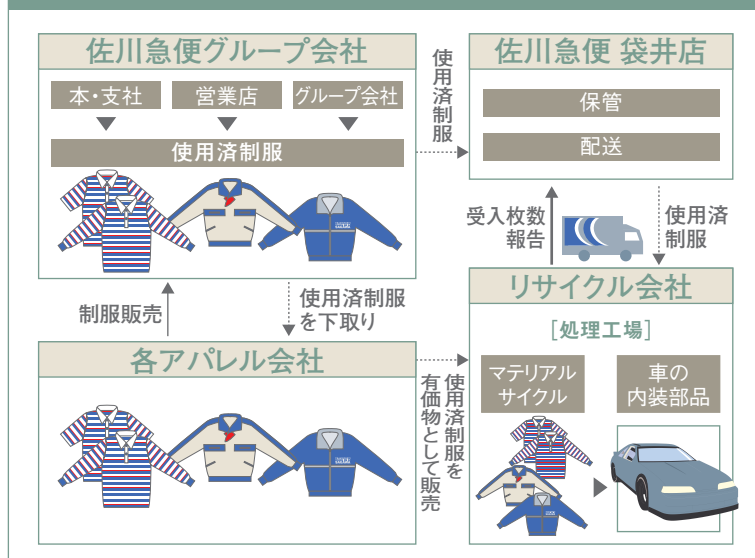 佐川急便グループ会社
本・支社
営業店
グループ会社
使用済制服
使用済制服
佐川急便 袋井店
保管
配送
受入枚数
報告
使用済
制服
制服販売
使用済制服
を下取り
各アパレル会社
使用済制服を
有価物として販売
リサイクル会社
[処理工場]
マテリアル
サイクル
車の
内装部品